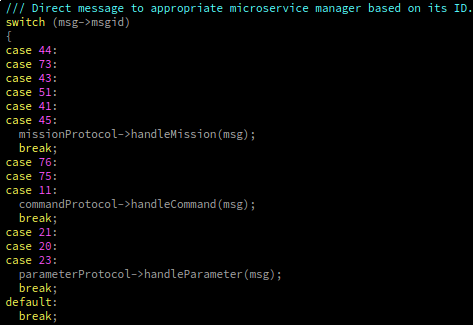 /// Direct message to appropriate microservice manager based on its ID.
switch (msg->msgid)
{
case 44:
case 73:
case 43:
case 51:
case 41:
case 45:
  missionProtocol->handleMission(msg);
  break;
case 76:
case 75:
case 11:
  commandProtocol->handleCommand(msg);
  break;
case 21:
case 20:
case 23:
  parameterProtocol->handleParameter(msg);
  break;
default:
  break;